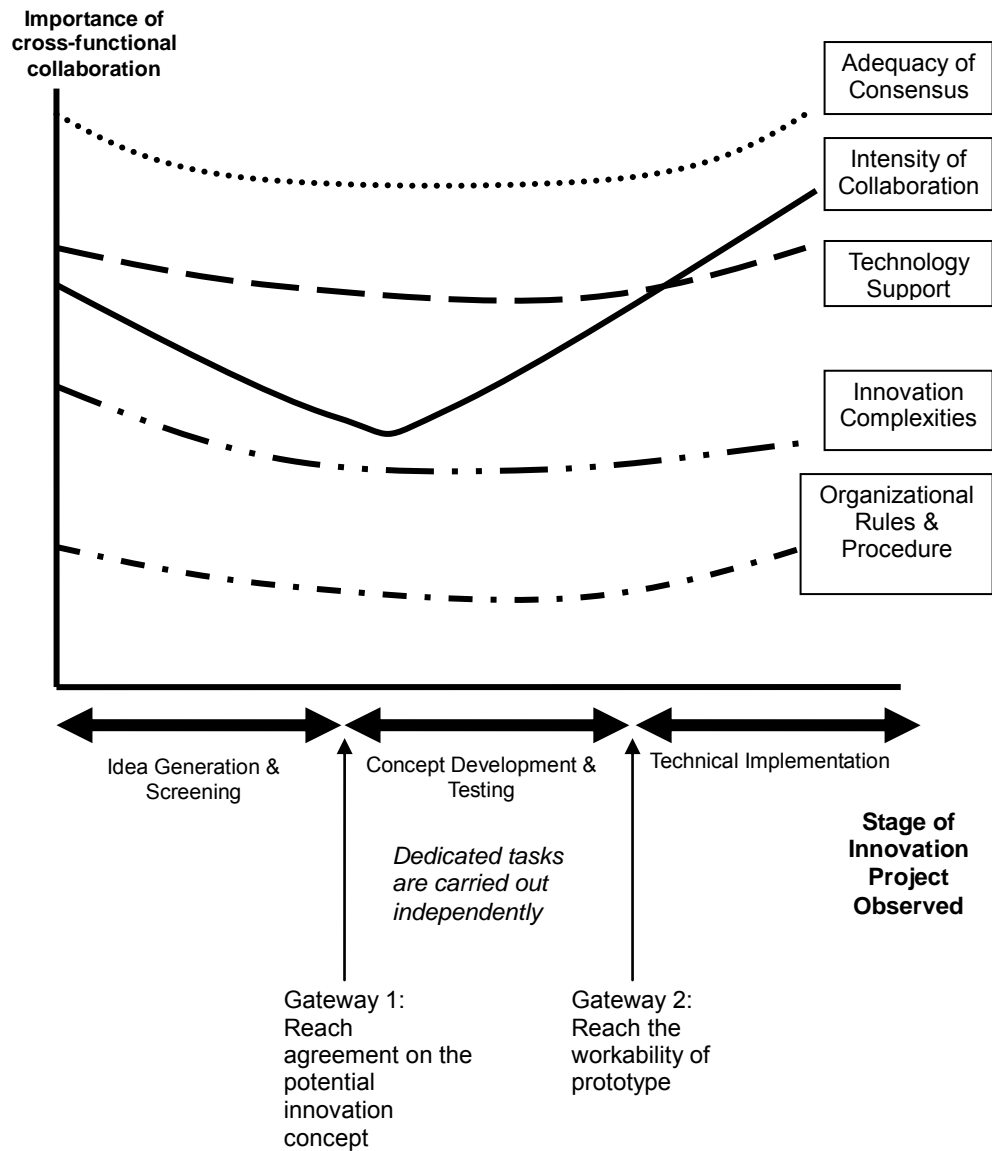 Importance of
cross-functional
collaboration
Adequacy of
Consensus
Intensity of
Collaboration
Technology
Support
Innovation
Complexities
Organizational
Rules &
Procedure
Idea Generation &
Screening
Concept Development &
Testing
Technical Implementation
Stage of
Innovation
Project
Observed
Dedicated tasks
are carried out
independently
Gateway 1:
Reach
agreement on the
potential
innovation
concept
Gateway 2:
Reach the
workability of
prototype